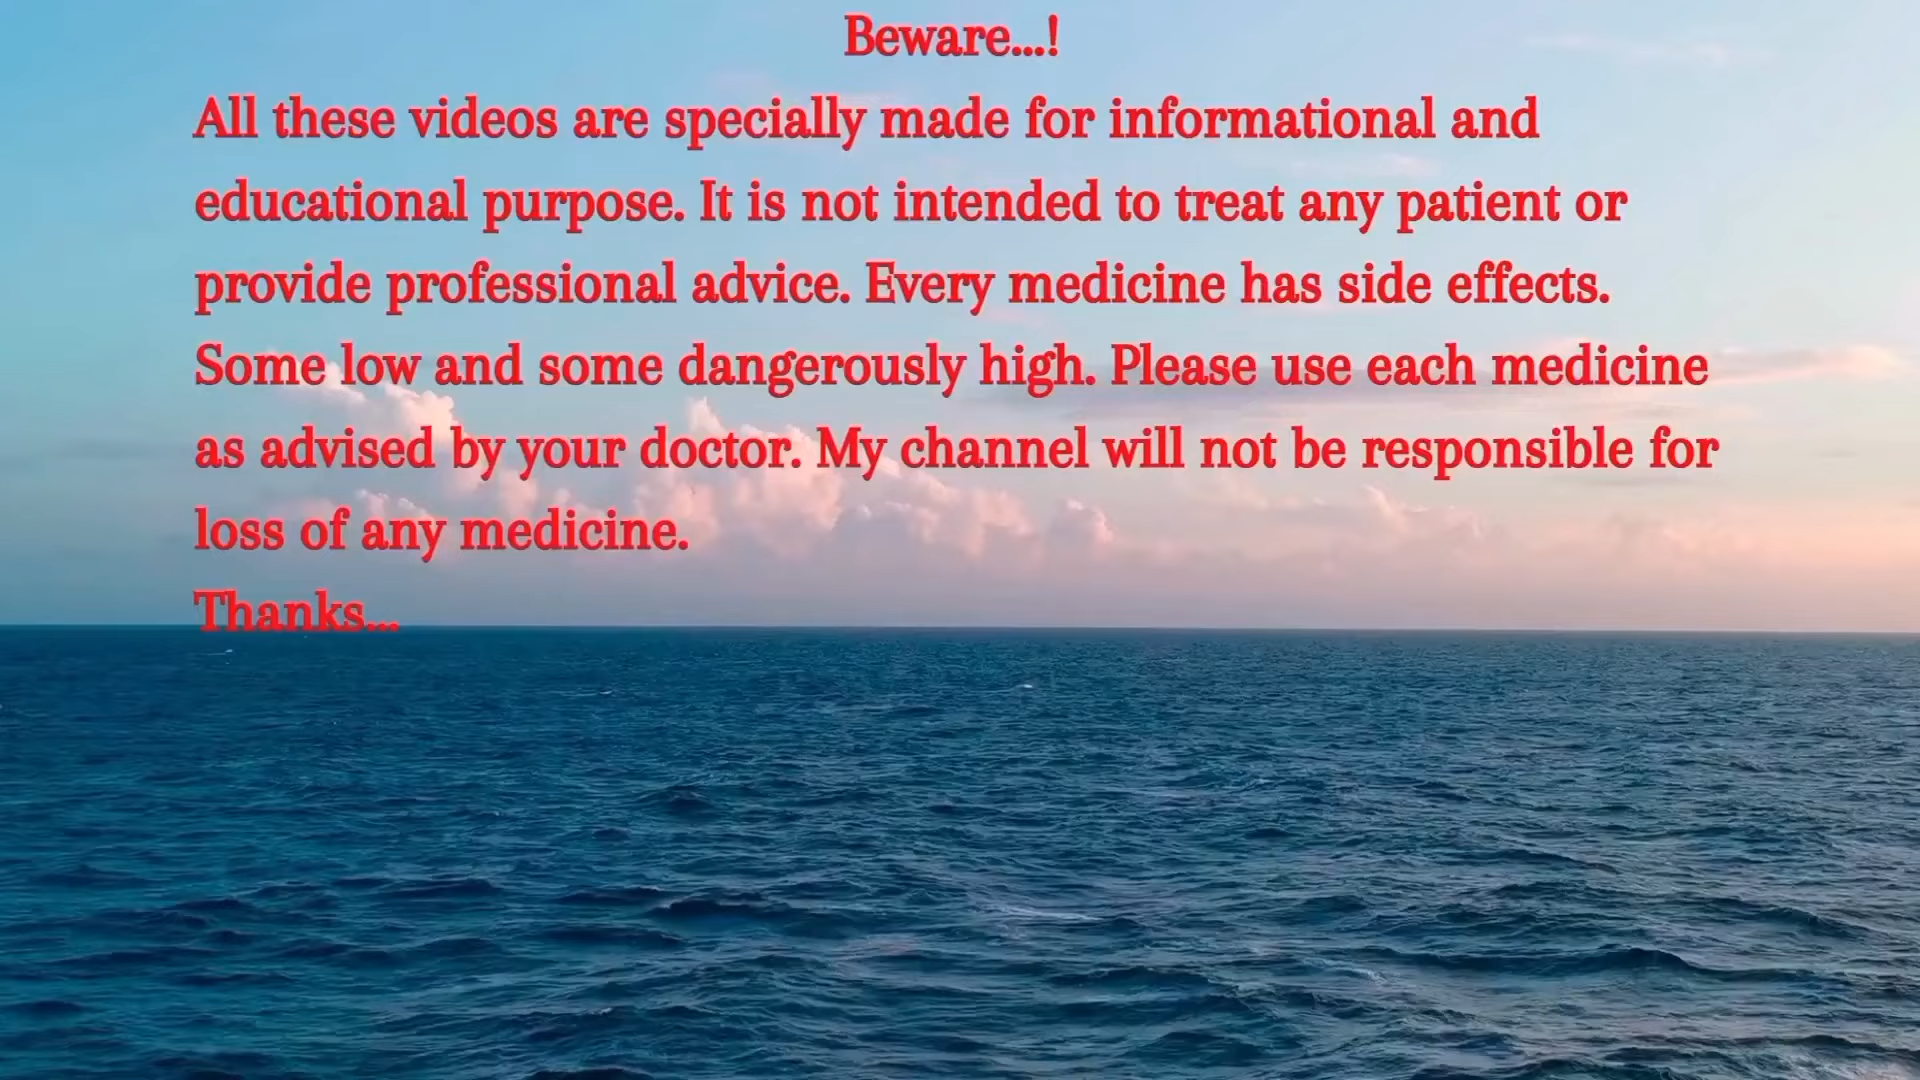 Beware...!
All these videos are specially made for informational and
educational purpose. It is not intended to treat any patient or
provide professional advice. Every medicine has side effects.
Some low and some dangerously high. Please use each medicine
as advised by your doctor. My channel will not be responsible for
loss of any medicine.
Thanks...